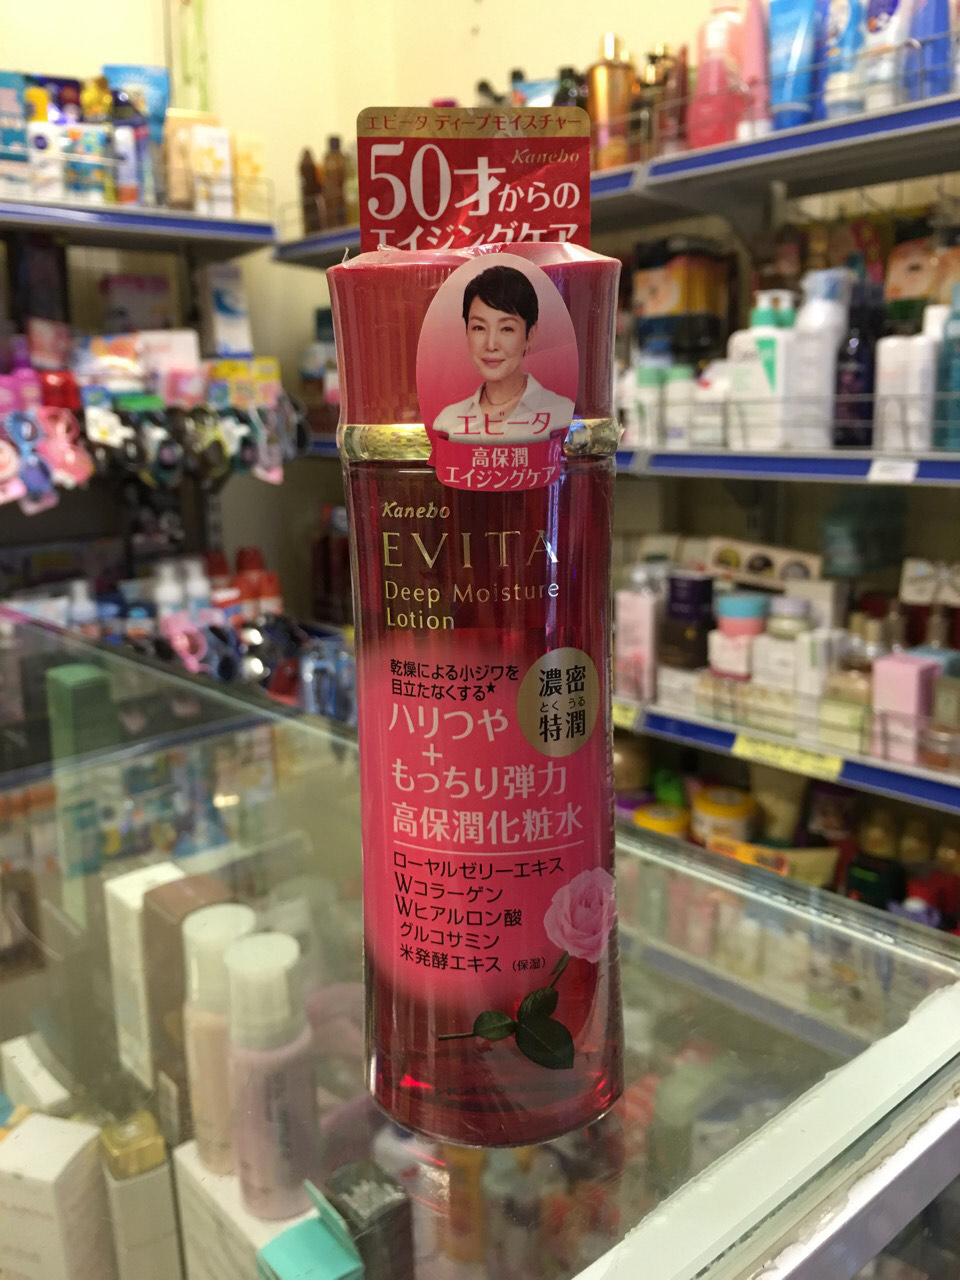 エビータ ディープモイスチャー
Kanebo
50才からの
エイジングケア
エビータ
高保潤
エイジングケア
Kanebo
EVITA
Deep Moisture
Lotion
乾燥による小ジワを
目立たなくする★
濃密
とく うる
特潤
ハリつや
+
もっちり弾力
高保潤化粧水
ローヤルゼリーエキス
Wコラーゲン
Wヒアルロン酸
グルコサミン
米発酵エキス (保湿)